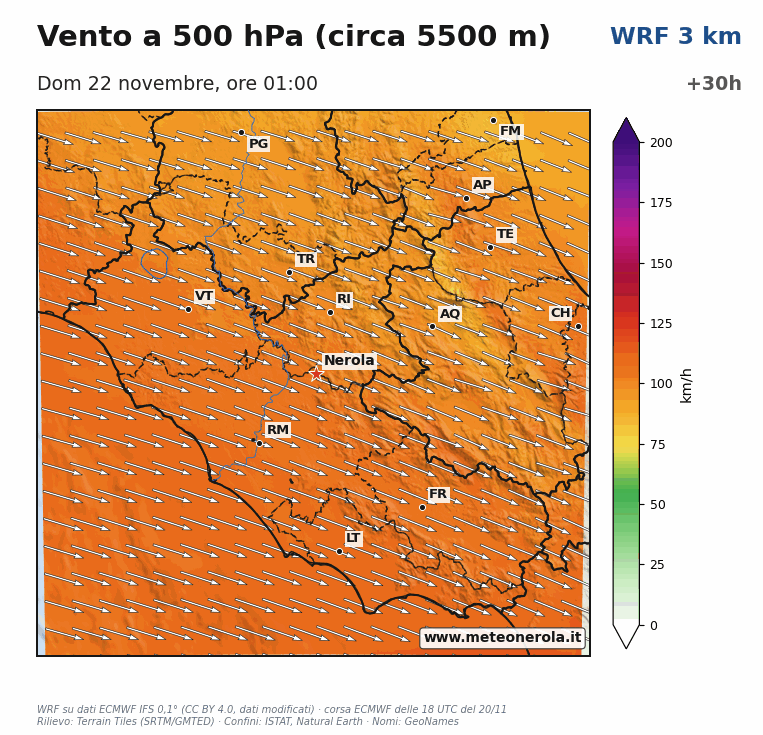 Vento a 500 hPa (circa 5500 m)
WRF 3 km
Dom 22 novembre, ore 01:00
+30h
FM
PG
AP
TE
TR
VT
RI
AQ
CH
Nerola
RM
FR
LT
www.meteonerola.it
200
175
150
125
100
75
50
25
0
km/h
WRF su dati ECMWF IFS 0,1° (CC BY 4.0, dati modificati) · corsa ECMWF delle 18 UTC del 20/11
Rilievo: Terrain Tiles (SRTM/GMTED) · Confini: ISTAT, Natural Earth · Nomi: GeoNames